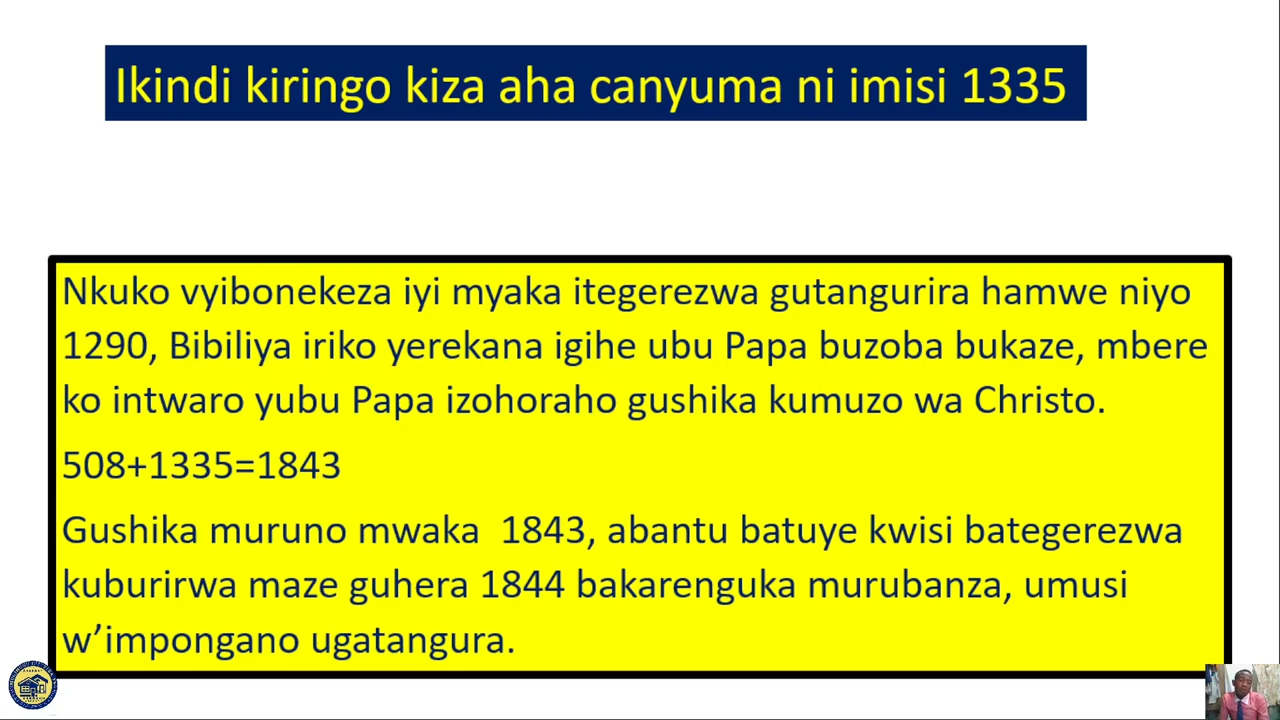 Ikindi kiringo kiza aha canyuma ni imisi 1335
Nkuko vyibonekeza iyi myaka itegerezwa gutangurira hamwe niyo
1290, Bibiliya iriko yerekana igihe ubu Papa buzoba bukaze, mbere
ko intwaro yubu Papa izohoraho gushika kumuzo wa Christo.
508+1335=1843
Gushika muruno mwaka  1843, abantu batuye kwisi bategerezwa
kuburirwa maze guhera 1844 bakarenguka murubanza, umusi
w’impongano ugatangura.